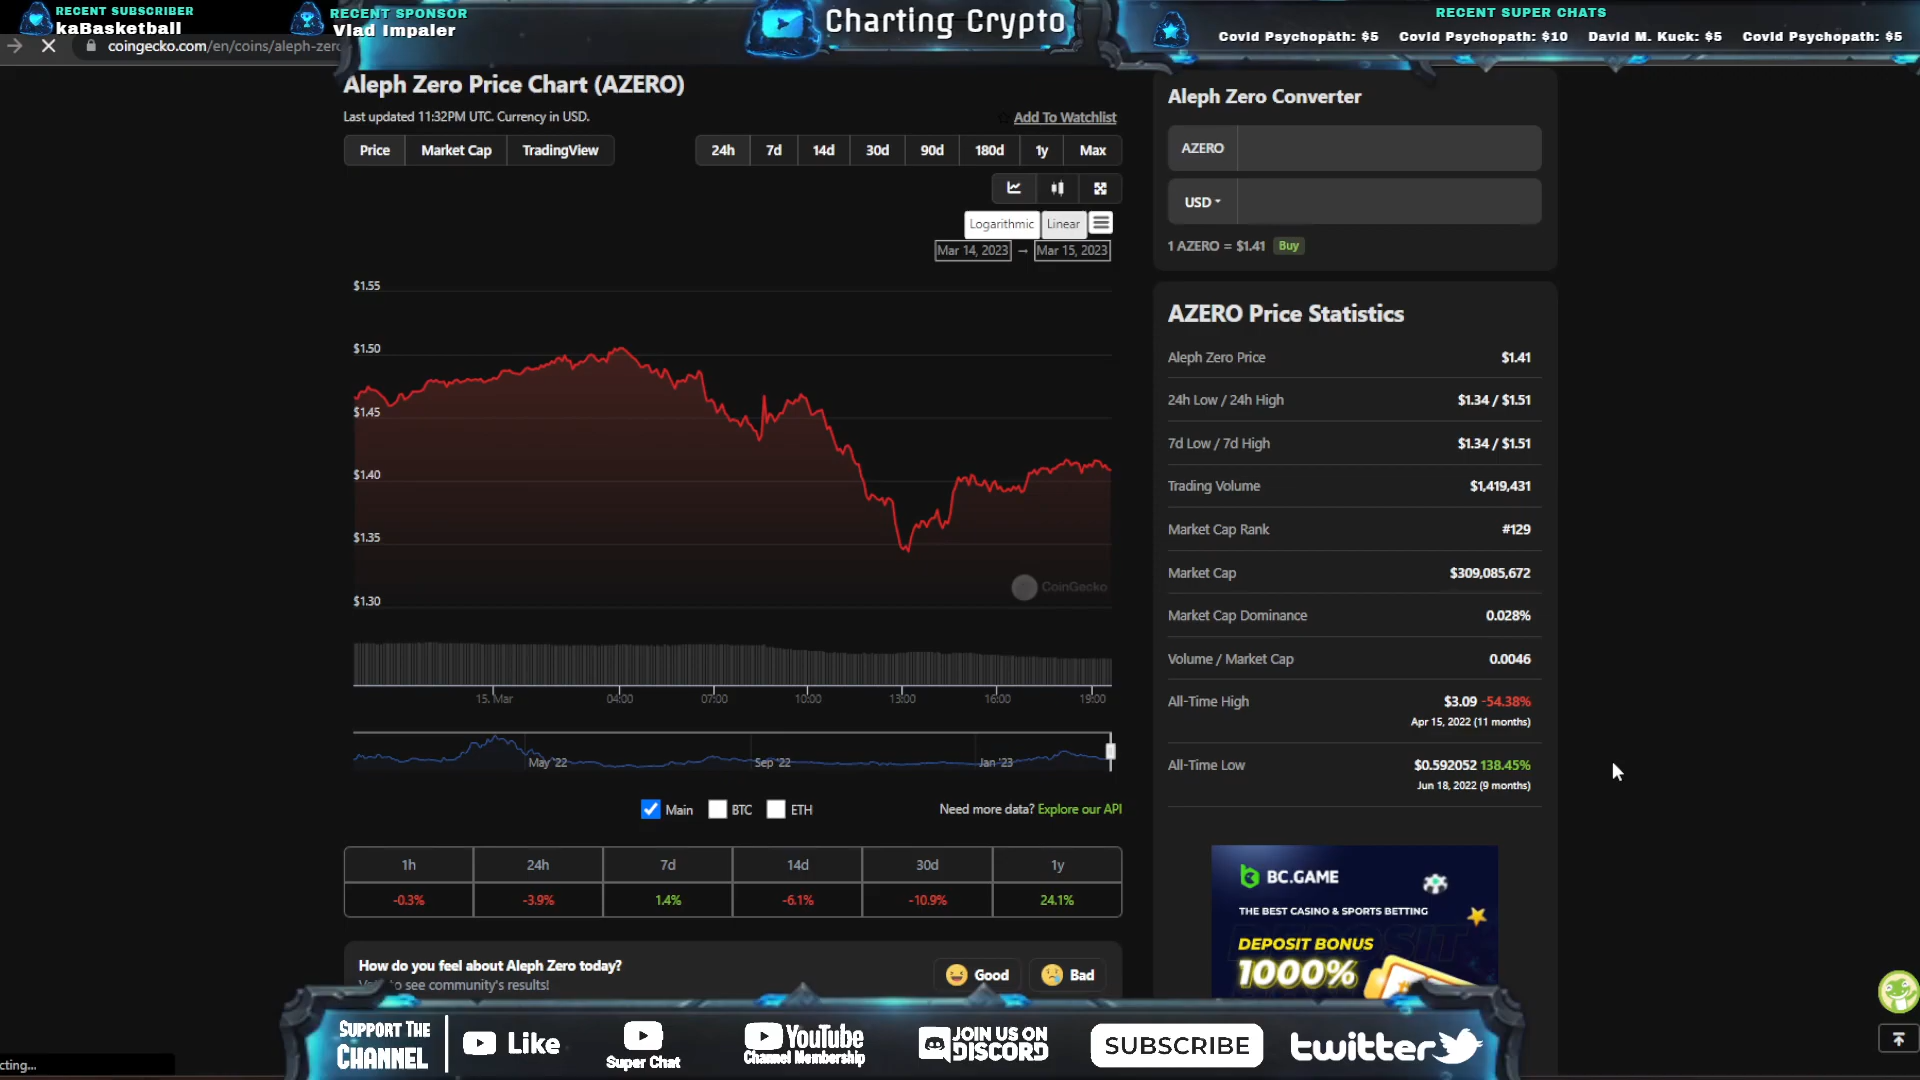 RECENT SUBSCRIBER
kaBasketball
RECENT SPONSOR
Vlad Impaler
Charting Crypto
RECENT SUPER CHATS
Covid Psychopath: $5 Covid Psychopath: $10 David M. Kuck: $5 Covid Psychopath: $5
coingecko.com/en/coins/aleph-zero
Aleph Zero Price Chart (AZERO)
Last updated 11:32PM UTC. Currency in USD.
Add To Watchlist
Price Market Cap TradingView
24h 7d 14d 30d 90d 180d 1y Max
Logarithmic Linear
Mar 14, 2023 → Mar 15, 2023
$1.55
$1.50
$1.45
$1.40
$1.35
$1.30
CoinGecko
15. Mar 04:00 07:00 10:00 13:00 16:00 19:00
May '22 Sep '22 Jan '23
Main BTC ETH
Need more data? Explore our API
1h 24h 7d 14d 30d 1y
-0.3% -3.9% 1.4% -6.1% -10.9% 24.1%
How do you feel about Aleph Zero today?
to see community's results!
Good Bad
Aleph Zero Converter
AZERO
USD
1 AZERO = $1.41 Buy
AZERO Price Statistics
Aleph Zero Price $1.41
24h Low / 24h High $1.34 / $1.51
7d Low / 7d High $1.34 / $1.51
Trading Volume $1,419,431
Market Cap Rank #129
Market Cap $309,085,672
Market Cap Dominance 0.028%
Volume / Market Cap 0.0046
All-Time High $3.09 -54.38%
Apr 15, 2022 (11 months)
All-Time Low $0.592052 138.45%
Jun 18, 2022 (9 months)
BC.GAME
THE BEST CASINO & SPORTS BETTING
DEPOSIT BONUS
1000%
cting...
SUPPORT THE
CHANNEL
Like
Super Chat
YouTube
Channel Membership
JOIN US ON
DISCORD
SUBSCRIBE
twitter